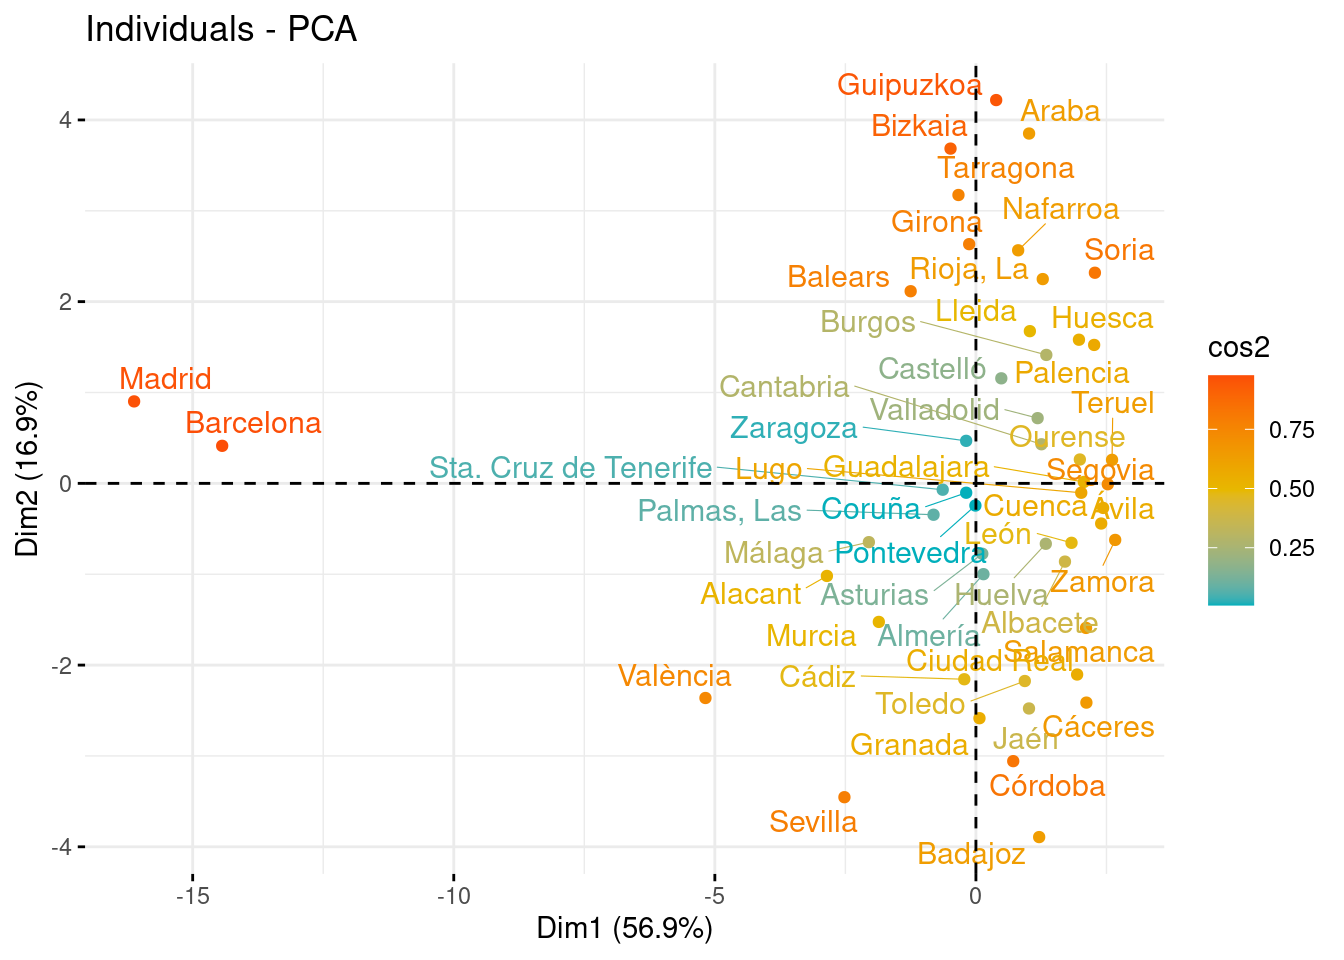 Individuals - PCA
Guipuzkoa
Araba
Bizkaia
Tarragona
Nafarroa
Girona
Soria
Rioja, La
Balears
Lleida
Huesca
Burgos
Castelló
Palencia
Madrid
Cantabria
Teruel
Valladolid
Barcelona
Zaragoza
Ourense
Sta. Cruz de Tenerife
Lugo
Guadalajara
Segovia
Palmas, Las
Coruña
Cuenca
Ávila
León
Málaga
Pontevedra
Zamora
Alacant
Asturias
Huelva
Albacete
Murcia
Almería
Salamanca
Ciudad Real
València
Cádiz
Toledo
Cáceres
Granada
Jaén
Córdoba
Sevilla
Badajoz
4
2
0
-2
-4
-15
-10
-5
0
Dim1 (56.9%)
Dim2 (16.9%)
cos2
0.75
0.50
0.25